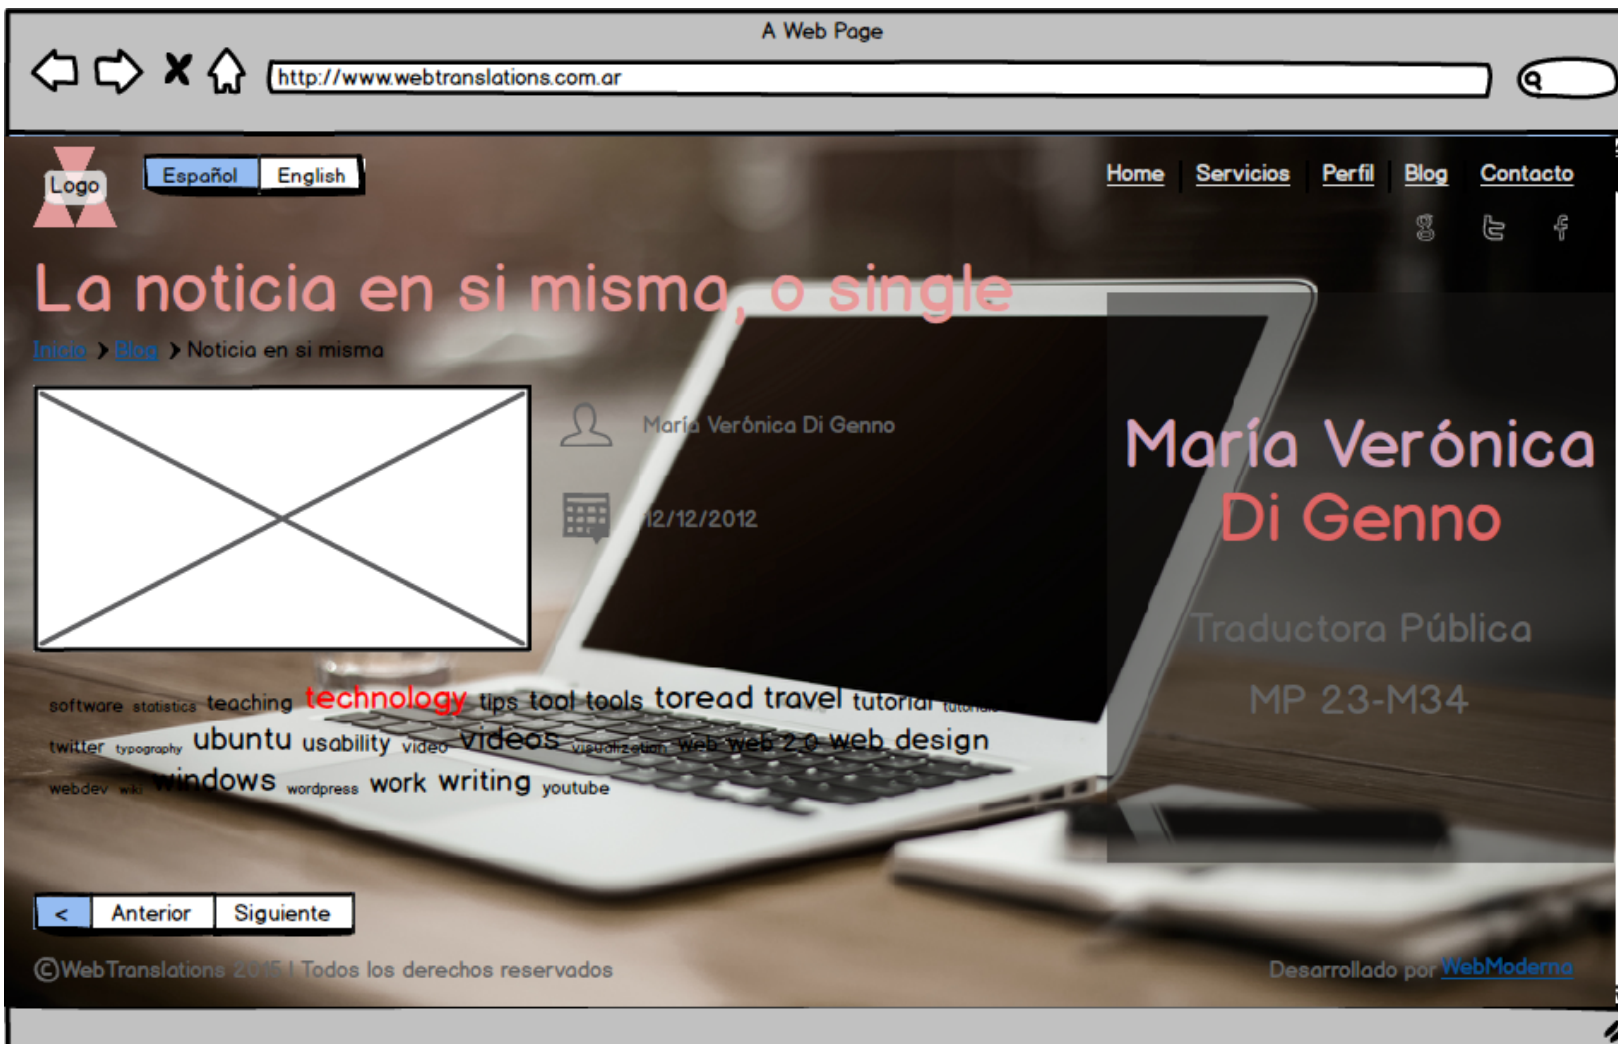 A Web Page
http://www.webtranslations.com.ar
Logo
Español English
Home Servicios Perfil Blog Contacto
La noticia en si misma, o single
Inicio Blog Noticia en si misma
María Verónica Di Genno
12/12/2012
María Verónica
Di Genno
Traductora Pública
MP 23-M34
software statistics teaching technology tips tool tools toread travel tutorial tutorials
twitter typography ubuntu usability video videos visualization web web 2.0 web design
webdev wiki windows wordpress work writing youtube
< Anterior Siguiente
©WebTranslations 2015 | Todos los derechos reservados
Desarrollado por WebModerna